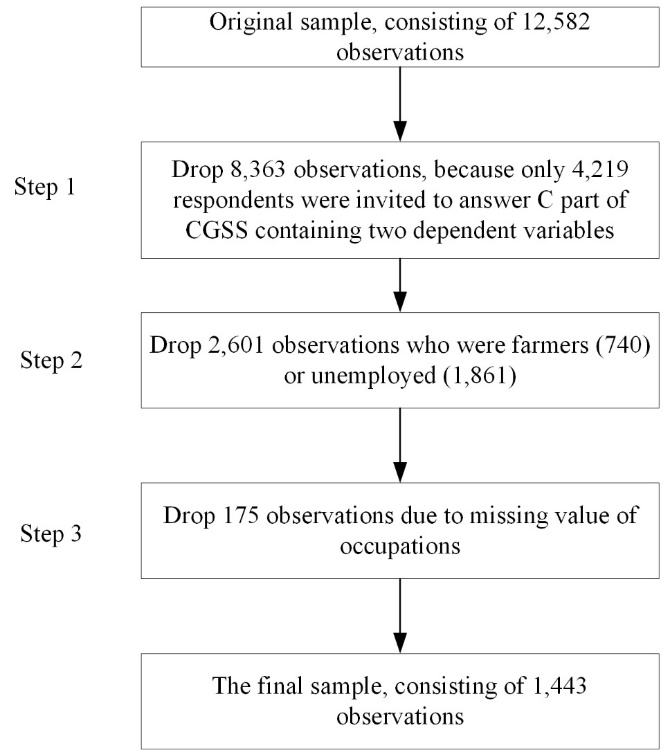 Original sample, consisting of 12,582
observations
Step 1
Drop 8,363 observations, because only 4,219
respondents were invited to answer C part of
CGSS containing two dependent variables
Step 2
Drop 2,601 observations who were farmers (740)
or unemployed (1,861)
Step 3
Drop 175 observations due to missing value of
occupations
The final sample, consisting of 1,443
observations